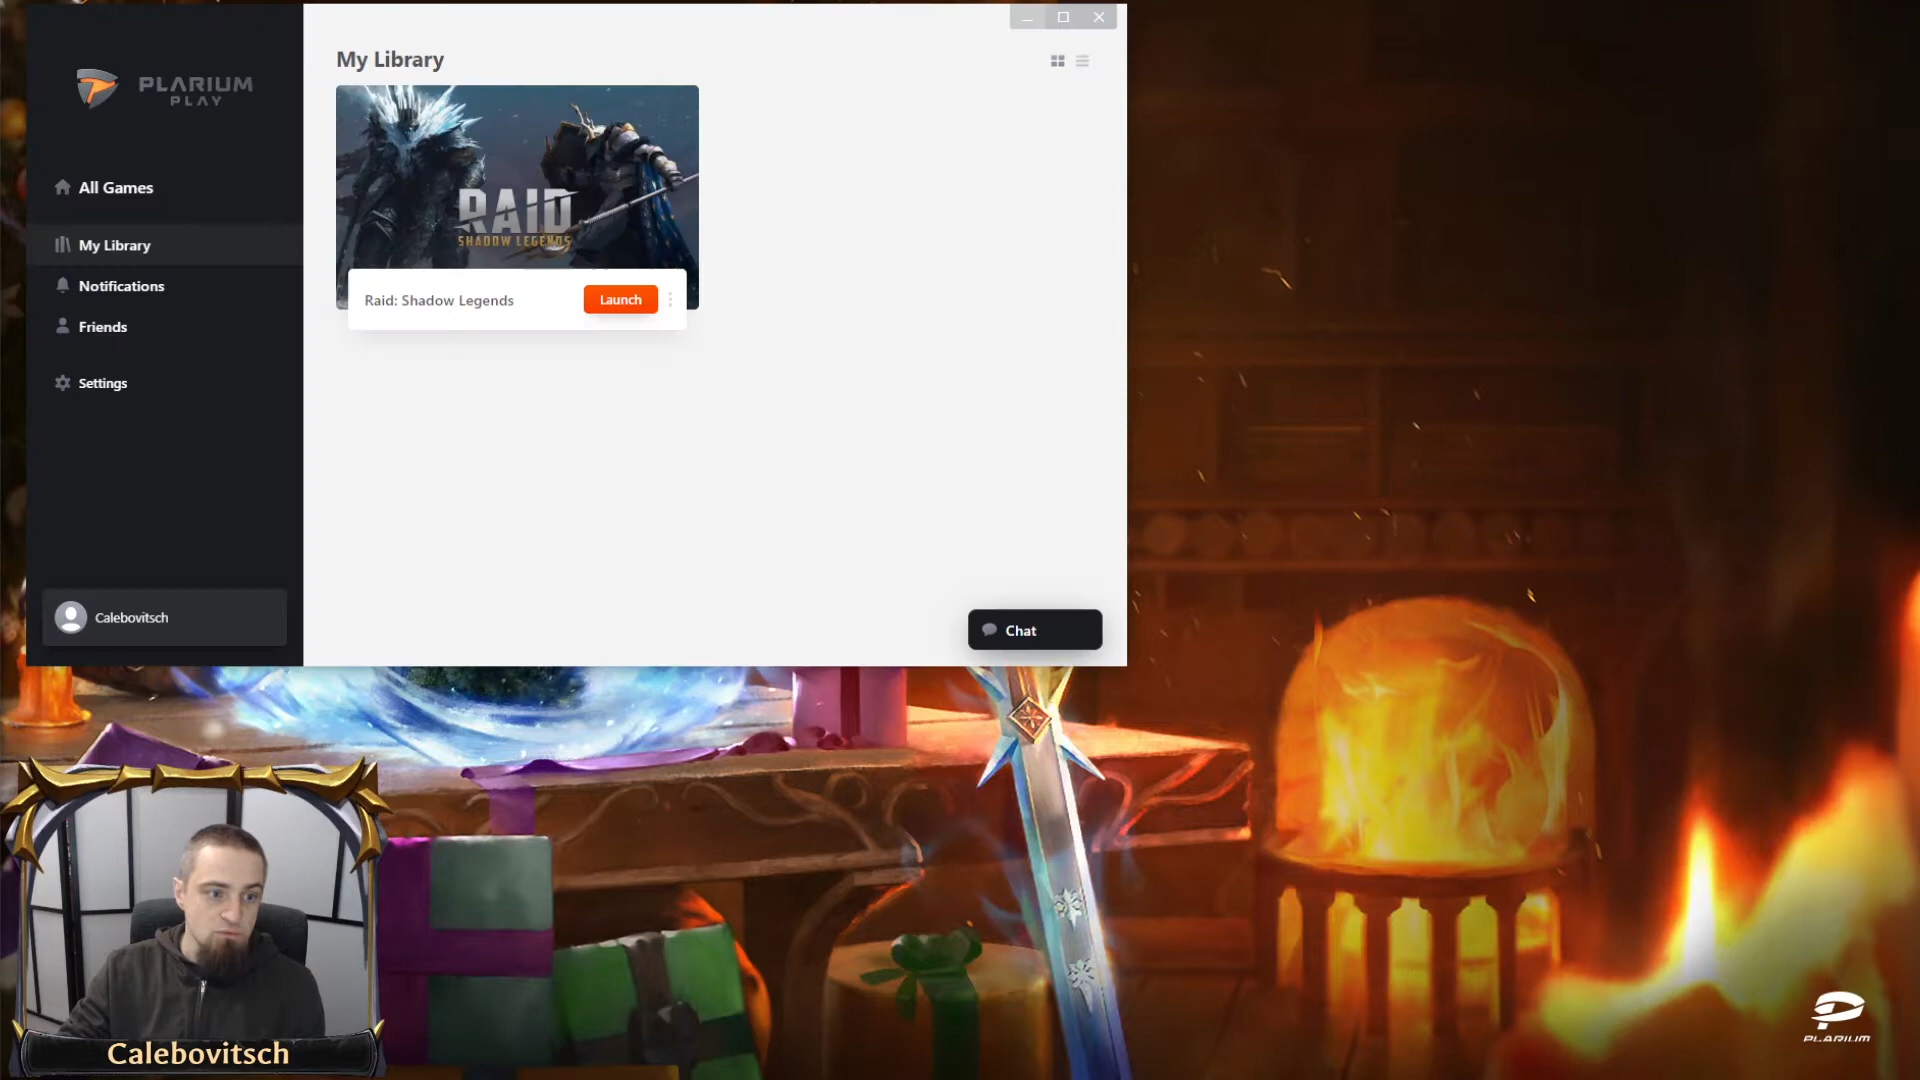 PLARIUM
PLAY
All Games
My Library
Notifications
Friends
Settings
Calebovitsch
My Library
RAID
SHADOW LEGENDS
Raid: Shadow Legends
Launch
Chat
Calebovitsch
PLARIUM